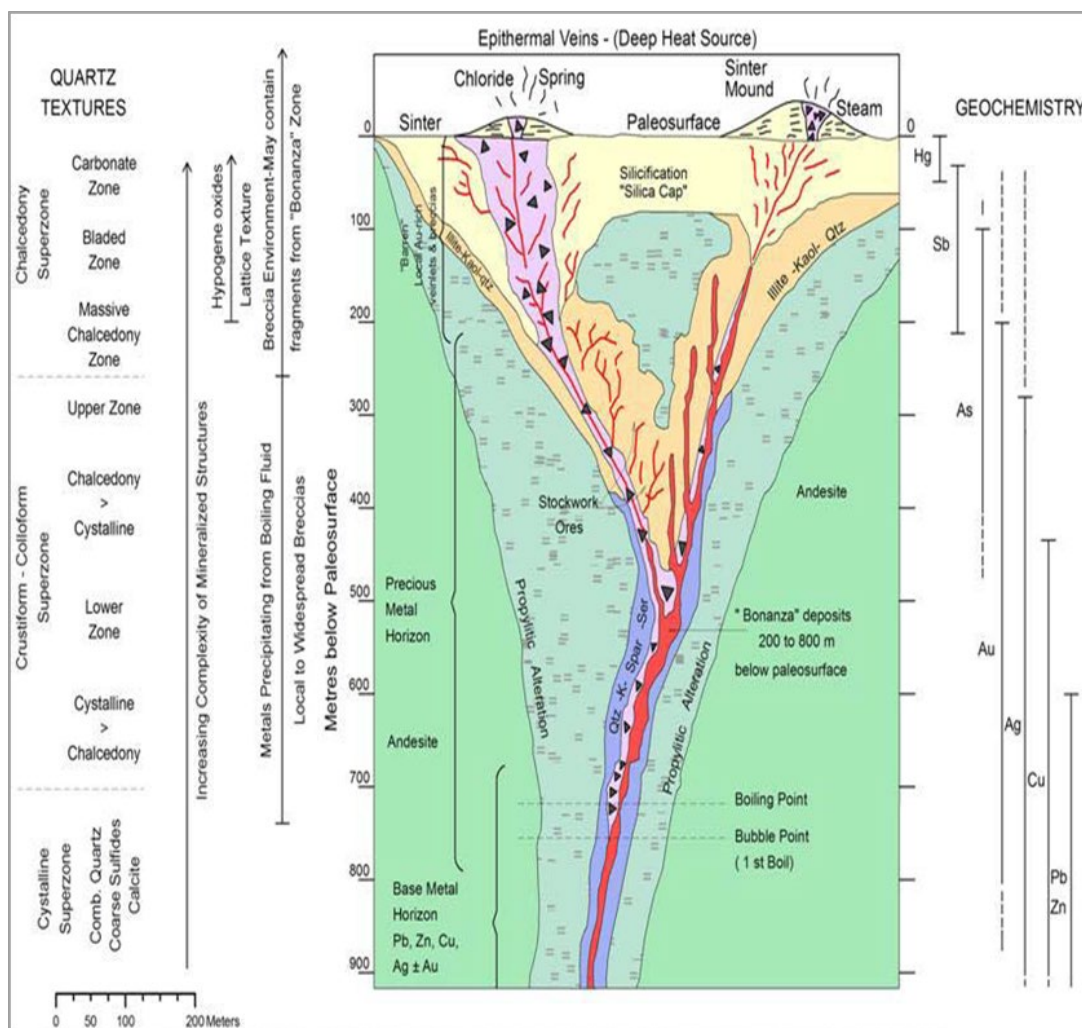 Epithermal Veins - (Deep Heat Source)
QUARTZ
TEXTURES
Chalcedony
Superzone
Carbonate
Zone
Bladed
Zone
Massive
Chalcedony
Zone
Crustiform - Colloform
Superzone
Upper Zone
Chalcedony
>
Cystalline
Lower
Zone
Cystalline
>
Chalcedony
Cystalline
Superzone
Comb. Quartz
Coarse Sulfides
Calcite
0 50 100 200 Meters
Increasing Complexity of Mineralized Structures
Hypogene oxides
Lattice Texture
Breccia Environment-May contain
fragments from "Bonanza" Zone
Metals Precipitating from Boiling Fluid
Local to Widespread Breccias
Metres below Paleosurface
0
100
200
300
400
500
600
700
800
900
Chloride Spring
Sinter
Paleosurface
Sinter
Mound
Steam
0
Silicification
"Silica Cap"
"Barren"
Local Au-rich
veinlets & breccias
Illite-Kaol-qtz
Illite -Kaol- Qtz
Stockwork
Ores
Andesite
Precious
Metal
Horizon
Propylitic Alteration
Qtz -K- Spar -Ser
Propylitic Alteration
" Bonanza" deposits
200 to 800 m
below paleosurface
Andesite
Boiling Point
Bubble Point
( 1 st Boil)
Base Metal
Horizon
Pb, Zn, Cu,
Ag ± Au
GEOCHEMISTRY
Hg
Sb
As
Au
Ag
Cu
Pb
Zn